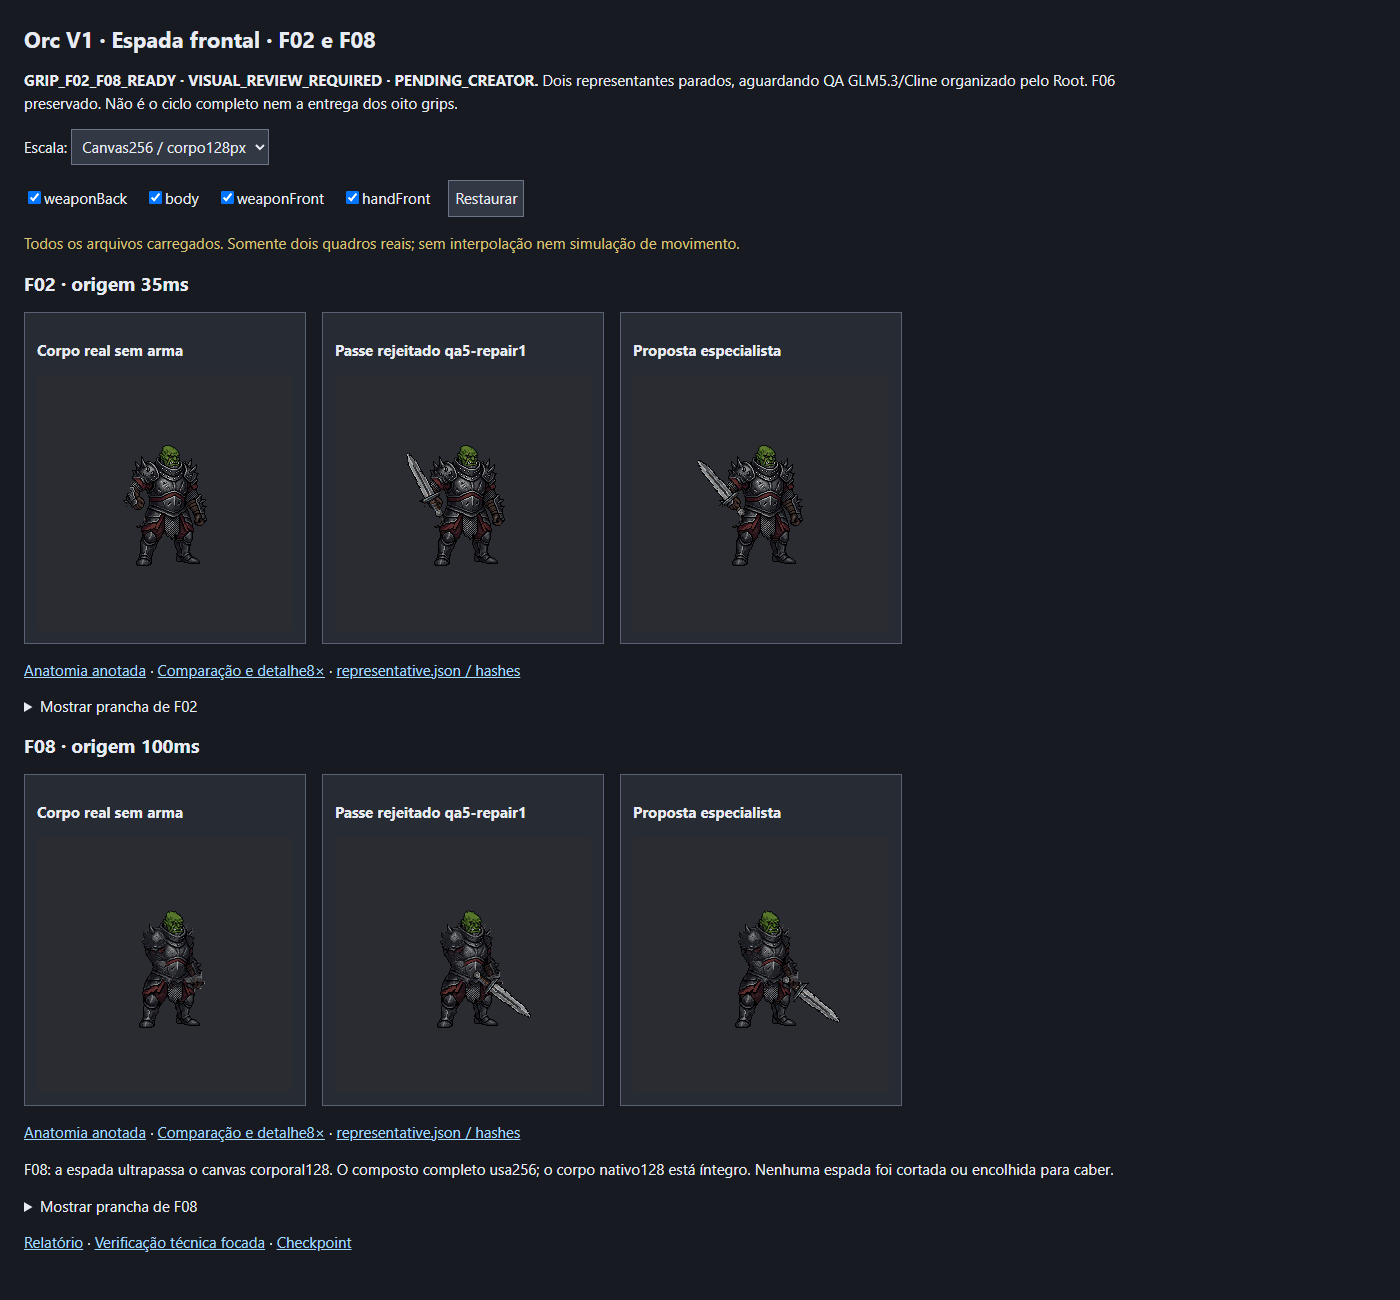 Orc V1 · Espada frontal · F02 e F08
GRIP_F02_F08_READY · VISUAL_REVIEW_REQUIRED · PENDING_CREATOR. Dois representantes parados, aguardando QA GLM5.3/Cline organizado pelo Root. F06
preservado. Não é o ciclo completo nem a entrega dos oito grips.
Escala: Canvas256 / corpo128px
weaponBack body weaponFront handFront Restaurar
Todos os arquivos carregados. Somente dois quadros reais; sem interpolação nem simulação de movimento.
F02 · origem 35ms
Corpo real sem arma Passe rejeitado qa5-repair1 Proposta especialista
Anatomia anotada · Comparação e detalhe8× · representative.json / hashes
Mostrar prancha de F02
F08 · origem 100ms
Corpo real sem arma Passe rejeitado qa5-repair1 Proposta especialista
Anatomia anotada · Comparação e detalhe8× · representative.json / hashes
F08: a espada ultrapassa o canvas corporal128. O composto completo usa256; o corpo nativo128 está íntegro. Nenhuma espada foi cortada ou encolhida para caber.
Mostrar prancha de F08
Relatório · Verificação técnica focada · Checkpoint